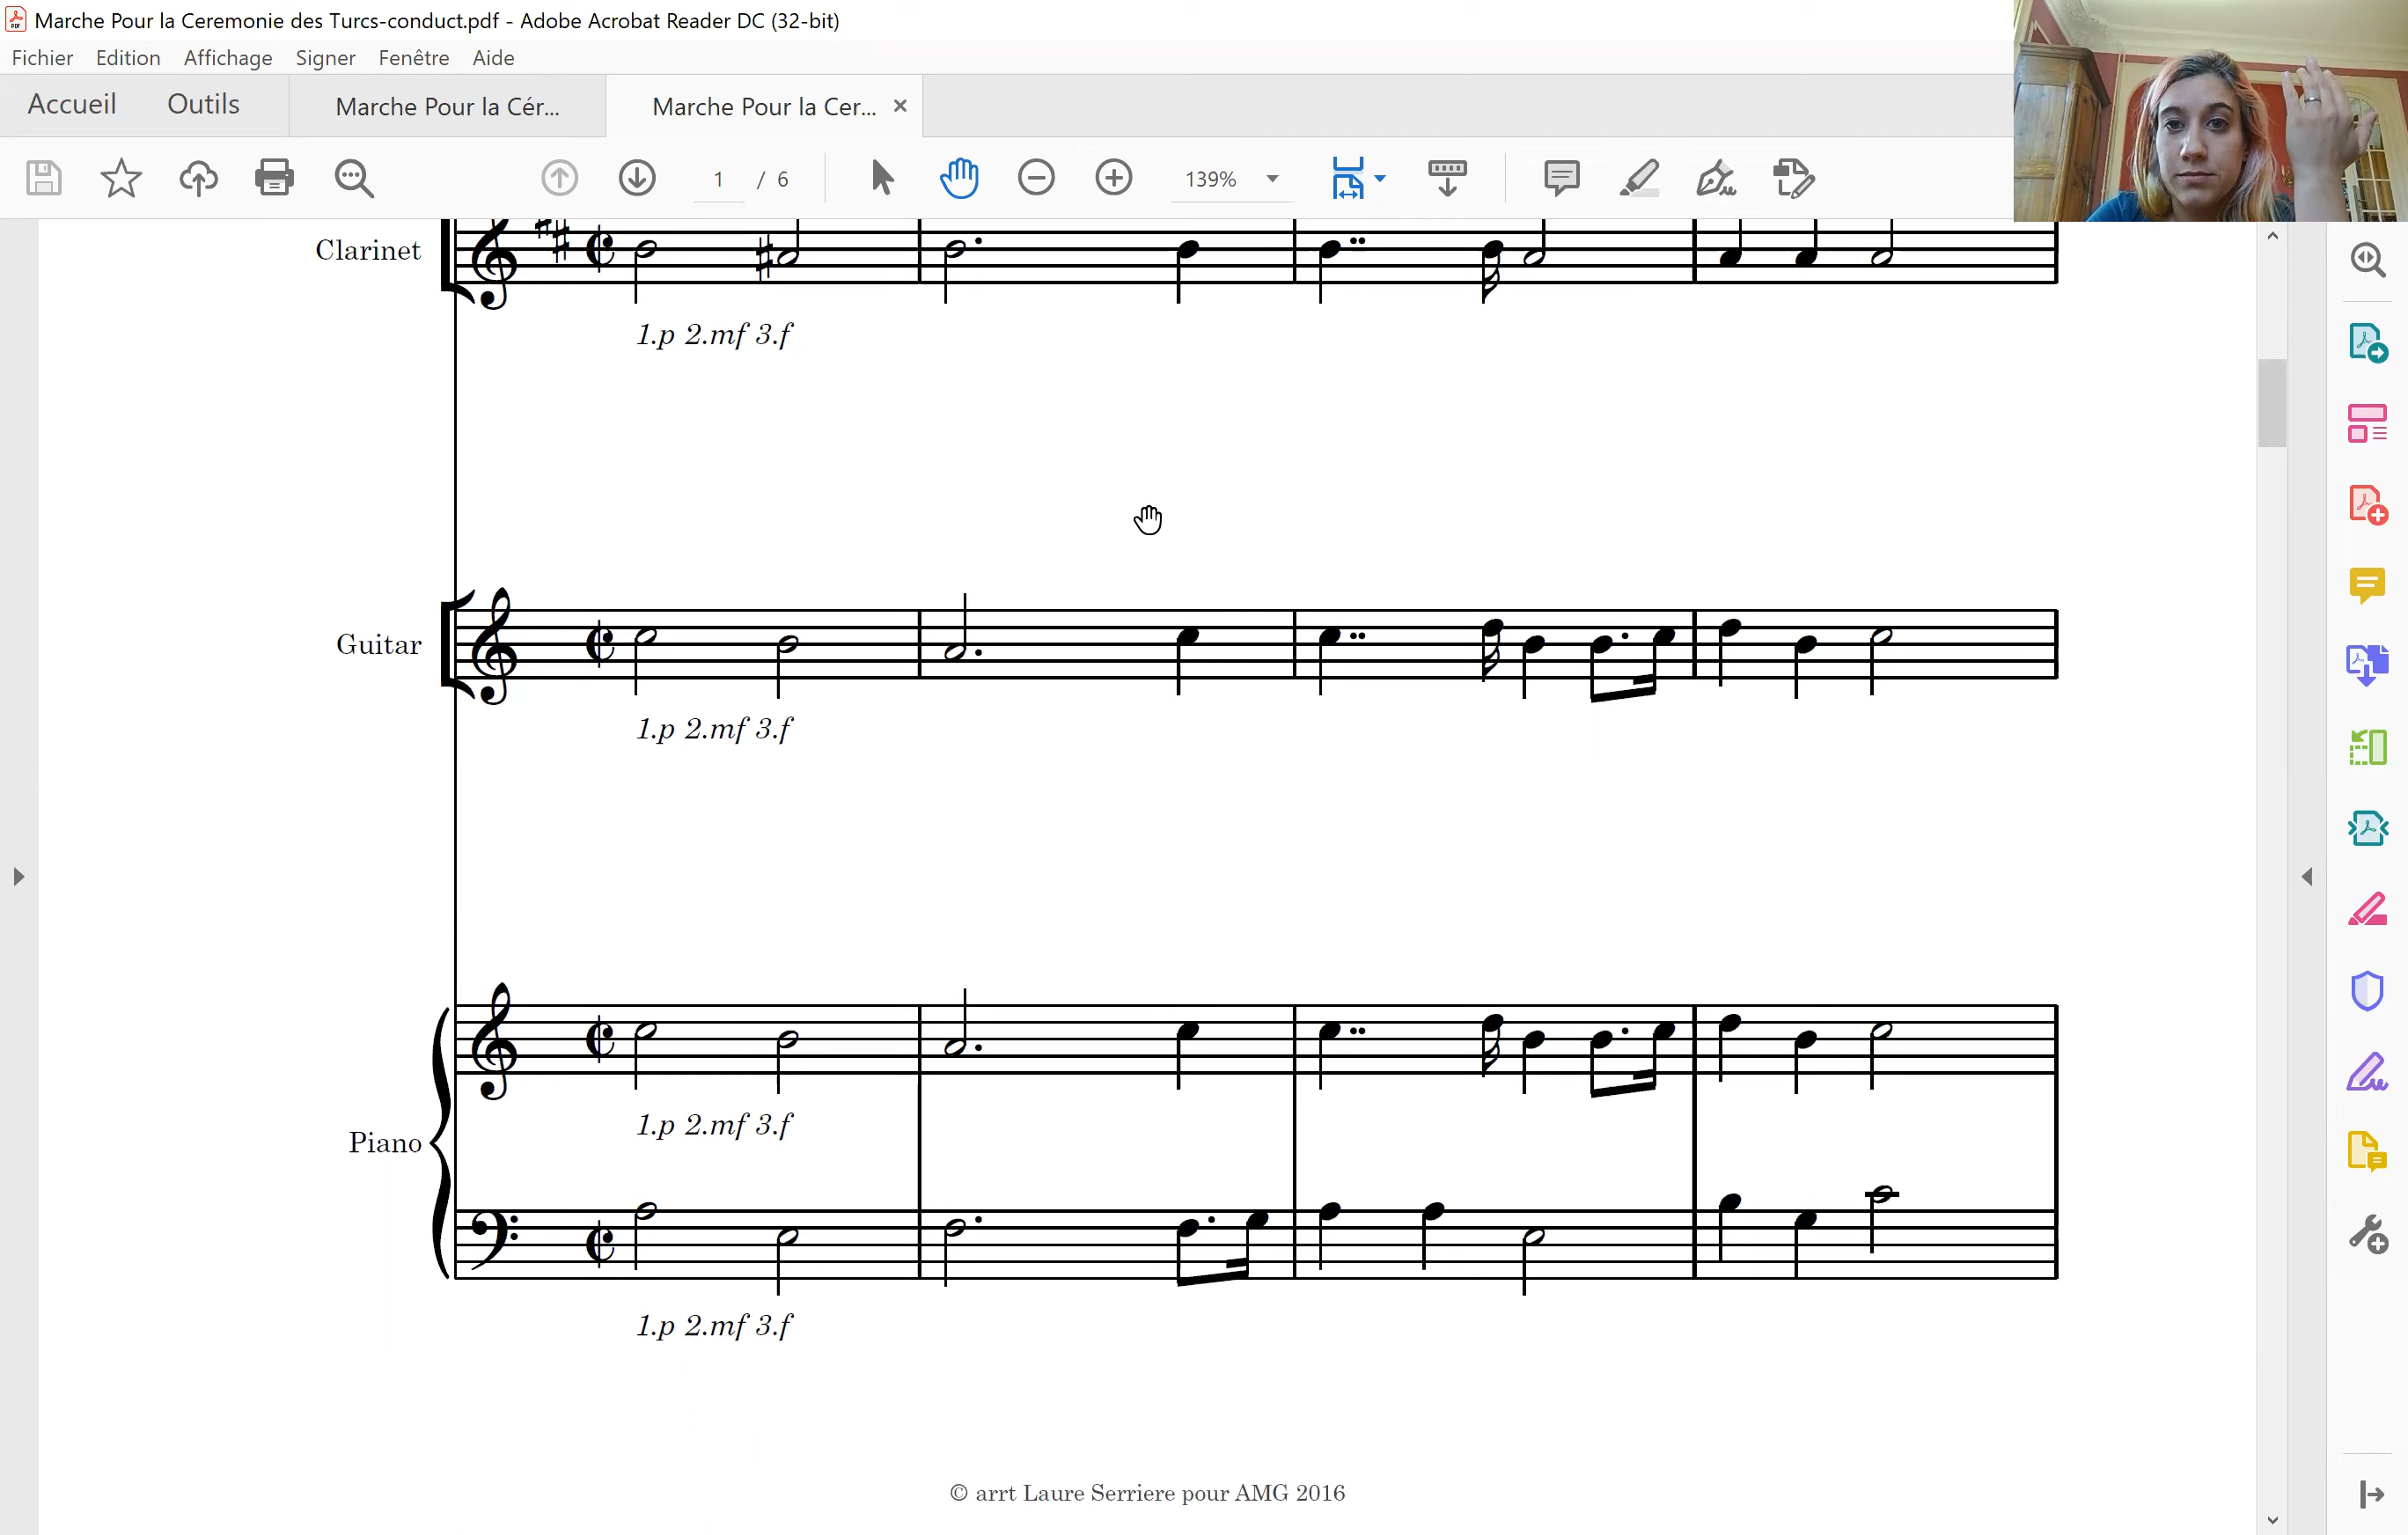 Marche Pour la Ceremonie des Turcs-conduct.pdf - Adobe Acrobat Reader DC (32-bit)
Fichier Edition Affichage Signer Fenêtre Aide
Accueil Outils Marche Pour la Cér... Marche Pour la Cer...
1 / 6 139%
Clarinet
1.p 2.mf 3.f
Guitar
1.p 2.mf 3.f
Piano
1.p 2.mf 3.f
1.p 2.mf 3.f
© arrt Laure Serriere pour AMG 2016